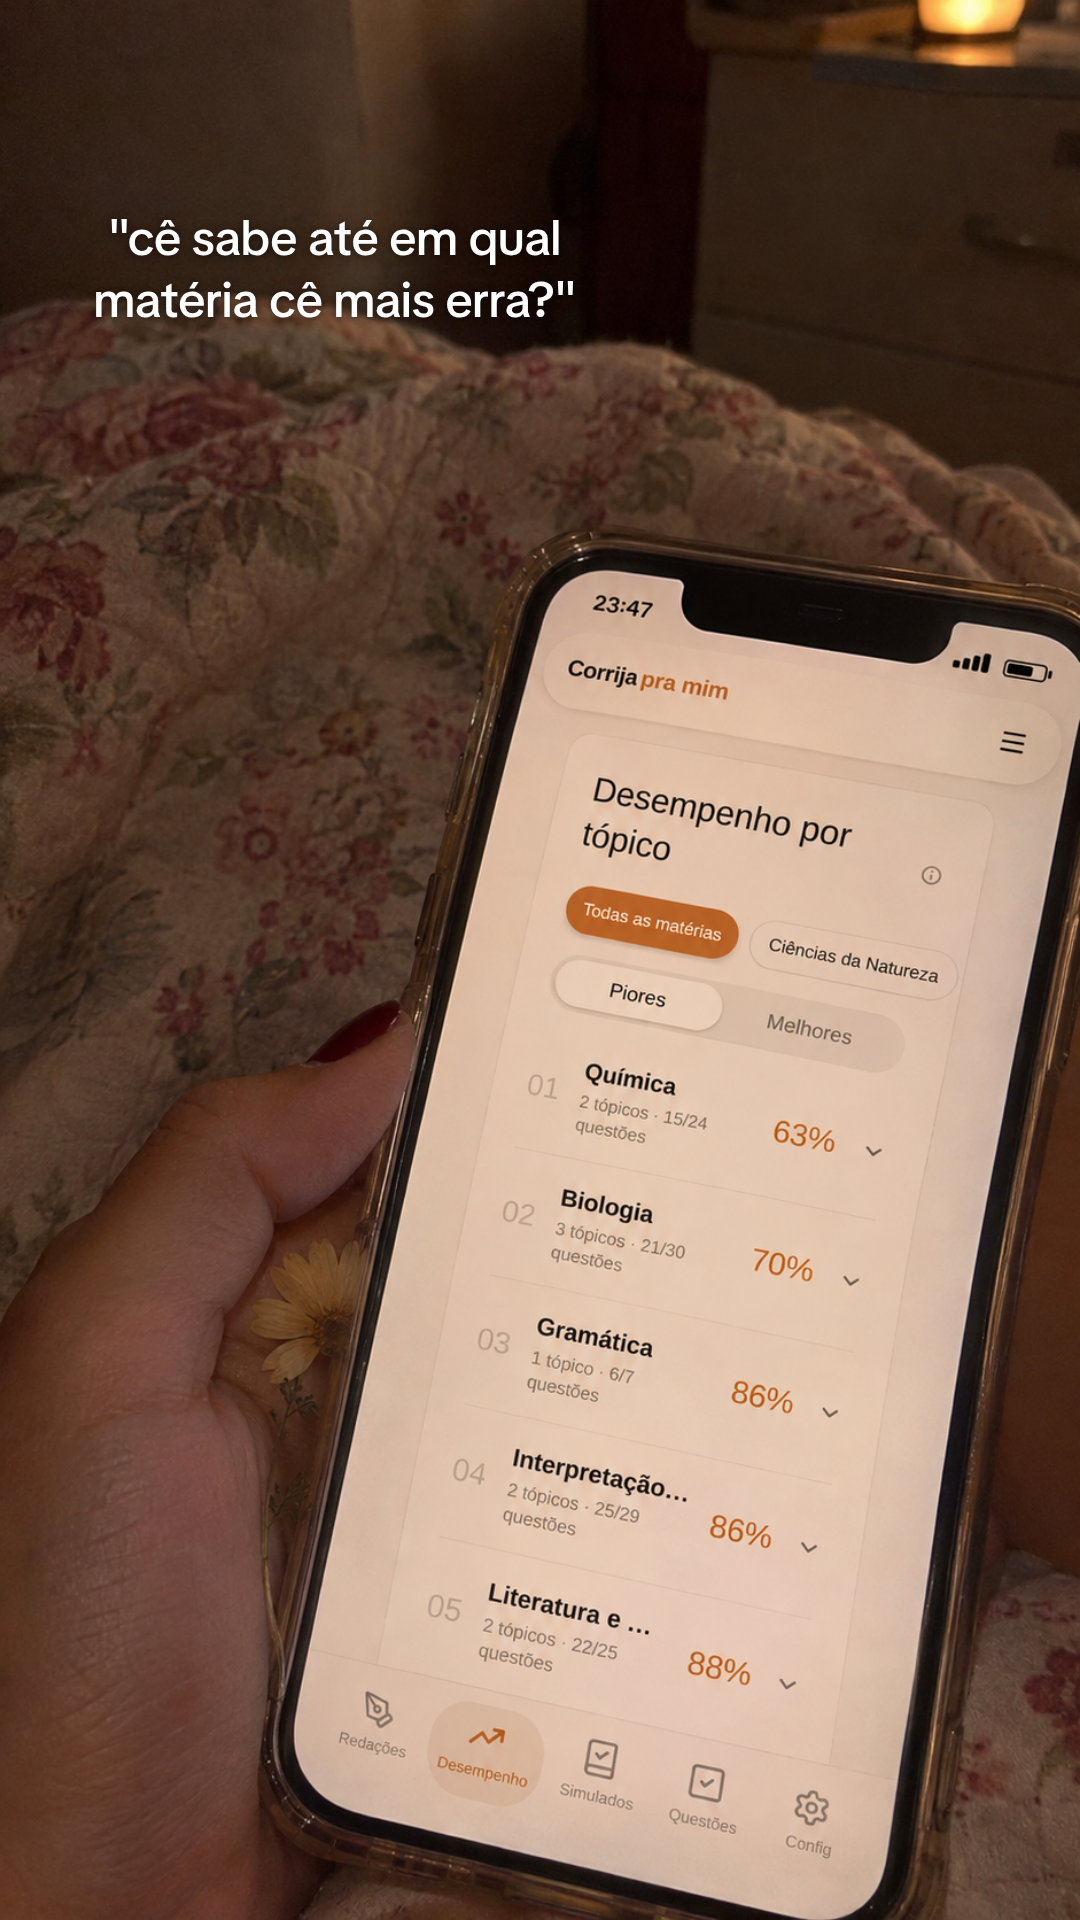 "cê sabe até em qual
matéria cê mais erra?"
23:47
Corrija pra mim
Desempenho por
tópico
Todas as matérias
Ciências da Natureza
Piores
Melhores
01
Química
2 tópicos · 15/24
questões
63%
02
Biologia
3 tópicos · 21/30
questões
70%
03
Gramática
1 tópico · 6/7
questões
86%
04
Interpretação...
2 tópicos · 25/29
questões
86%
05
Literatura e ...
2 tópicos · 22/25
questões
88%
Redações
Desempenho
Simulados
Questões
Config